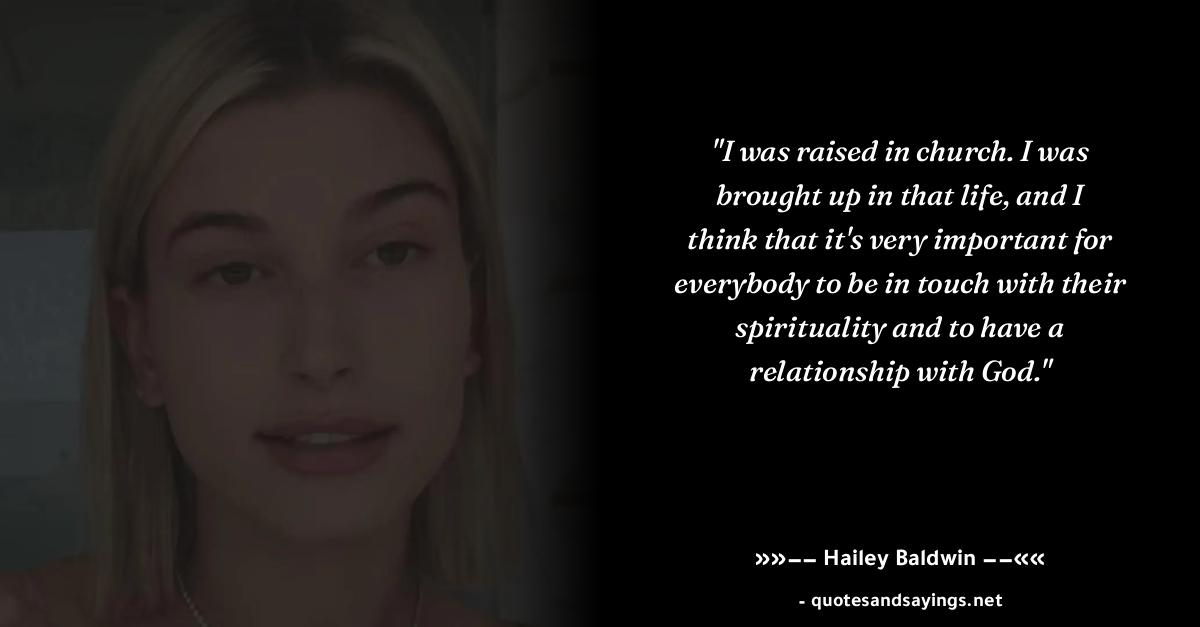 "I was raised in church. I was
brought up in that life, and I
think that it's very important for
everybody to be in touch with their
spirituality and to have a
relationship with God."
»»–– Hailey Baldwin ––««
- quotesandsayings.net